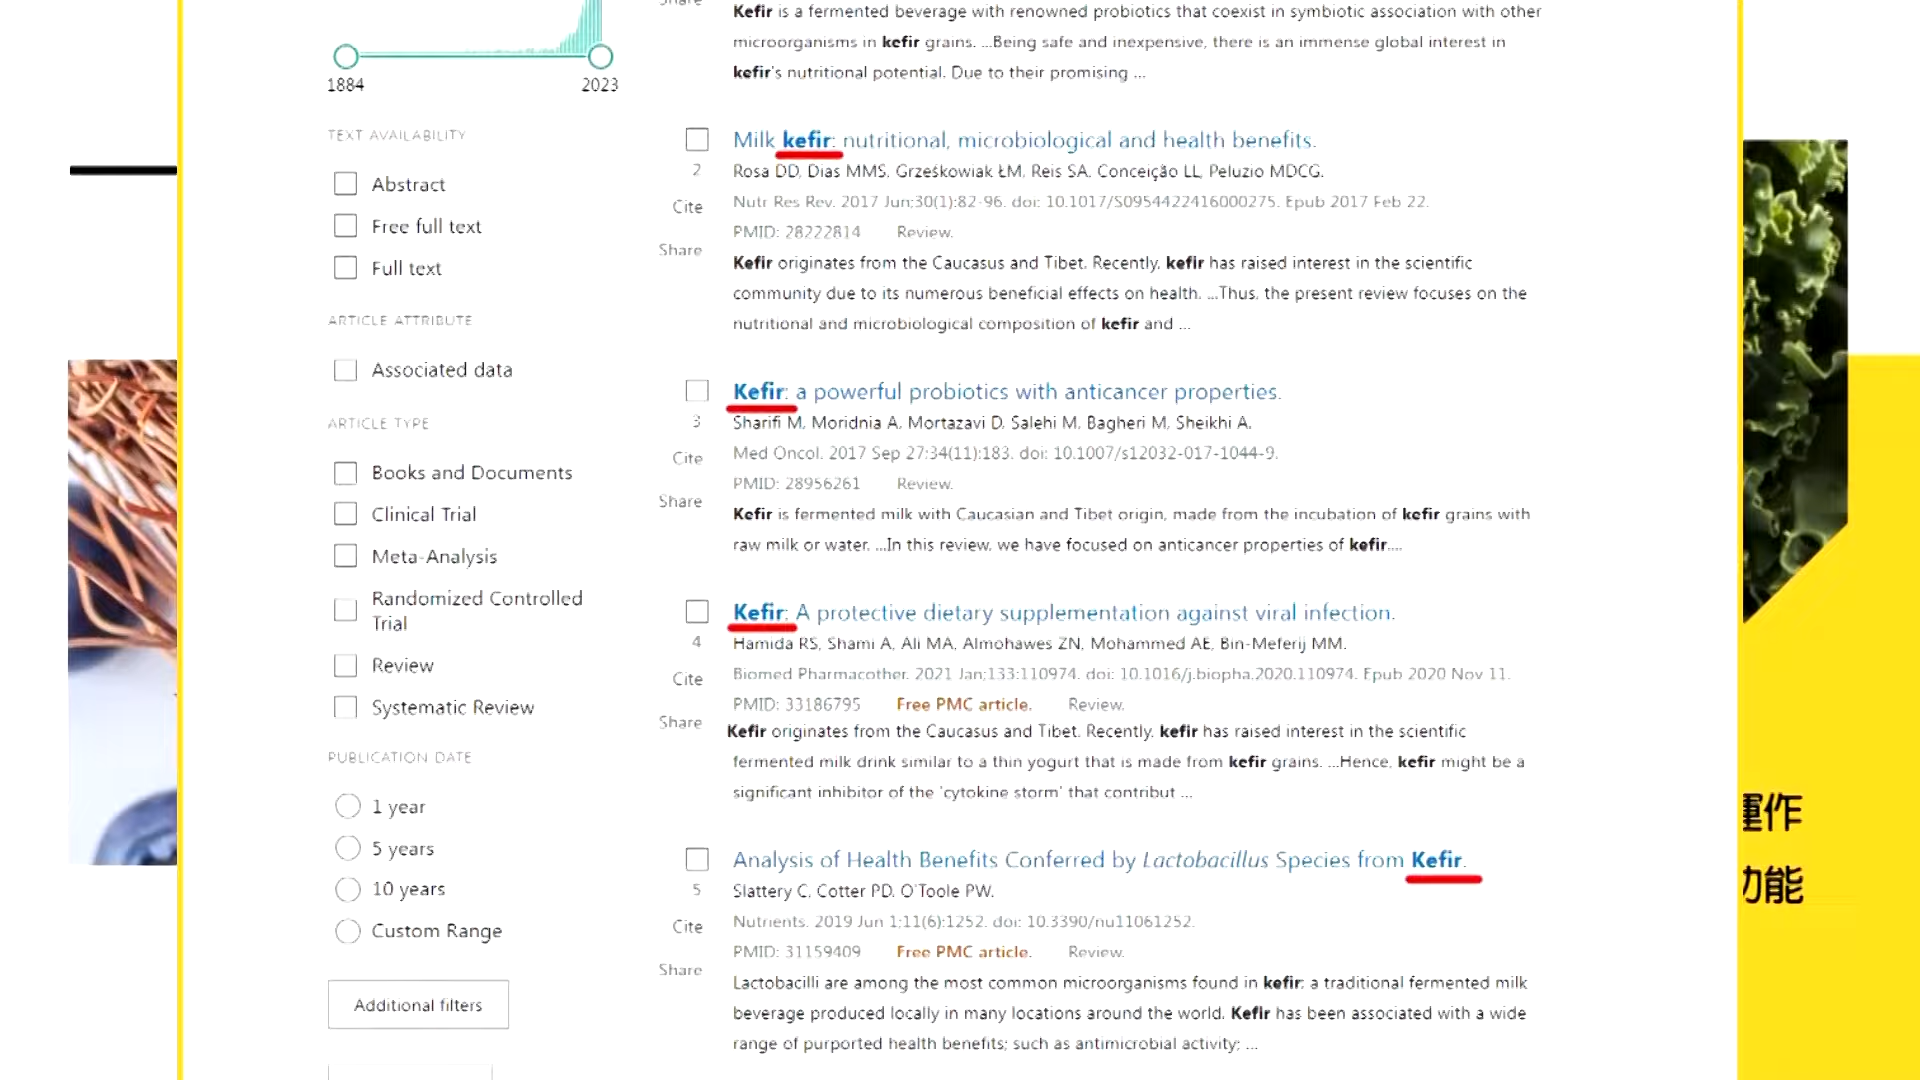 Share
Kefir is a fermented beverage with renowned probiotics that coexist in symbiotic association with other
microorganisms in kefir grains. ...Being safe and inexpensive, there is an immense global interest in
kefir's nutritional potential. Due to their promising ...
1884
2023
TEXT AVAILABILITY
Abstract
Free full text
Full text
ARTICLE ATTRIBUTE
Associated data
ARTICLE TYPE
Books and Documents
Clinical Trial
Meta-Analysis
Randomized Controlled
Trial
Review
Systematic Review
PUBLICATION DATE
1 year
5 years
10 years
Custom Range
Additional filters
Milk kefir: nutritional, microbiological and health benefits.
2
Rosa DD, Dias MMS, Grześkowiak ŁM, Reis SA, Conceição LL, Peluzio MDCG.
Cite
Nutr Res Rev. 2017 Jun;30(1):82-96. doi: 10.1017/S0954422416000275. Epub 2017 Feb 22.
PMID: 28222814 Review.
Share
Kefir originates from the Caucasus and Tibet. Recently, kefir has raised interest in the scientific
community due to its numerous beneficial effects on health. ...Thus, the present review focuses on the
nutritional and microbiological composition of kefir and ...
Kefir: a powerful probiotics with anticancer properties.
3
Sharifi M, Moridnia A, Mortazavi D, Salehi M, Bagheri M, Sheikhi A.
Cite
Med Oncol. 2017 Sep 27;34(11):183. doi: 10.1007/s12032-017-1044-9.
PMID: 28956261 Review.
Share
Kefir is fermented milk with Caucasian and Tibet origin, made from the incubation of kefir grains with
raw milk or water. ...In this review, we have focused on anticancer properties of kefir....
Kefir: A protective dietary supplementation against viral infection.
4
Hamida RS, Shami A, Ali MA, Almohawes ZN, Mohammed AE, Bin-Meferij MM.
Cite
Biomed Pharmacother. 2021 Jan;133:110974. doi: 10.1016/j.biopha.2020.110974. Epub 2020 Nov 11.
PMID: 33186795 Free PMC article. Review.
Share
Kefir originates from the Caucasus and Tibet. Recently, kefir has raised interest in the scientific
fermented milk drink similar to a thin yogurt that is made from kefir grains. ...Hence, kefir might be a
significant inhibitor of the 'cytokine storm' that contribut ...
Analysis of Health Benefits Conferred by Lactobacillus Species from Kefir.
5
Slattery C, Cotter PD, O'Toole PW.
Cite
Nutrients. 2019 Jun 1;11(6):1252. doi: 10.3390/nu11061252.
PMID: 31159409 Free PMC article. Review.
Share
Lactobacilli are among the most common microorganisms found in kefir; a traditional fermented milk
beverage produced locally in many locations around the world. Kefir has been associated with a wide
range of purported health benefits; such as antimicrobial activity; ...
運作
功能